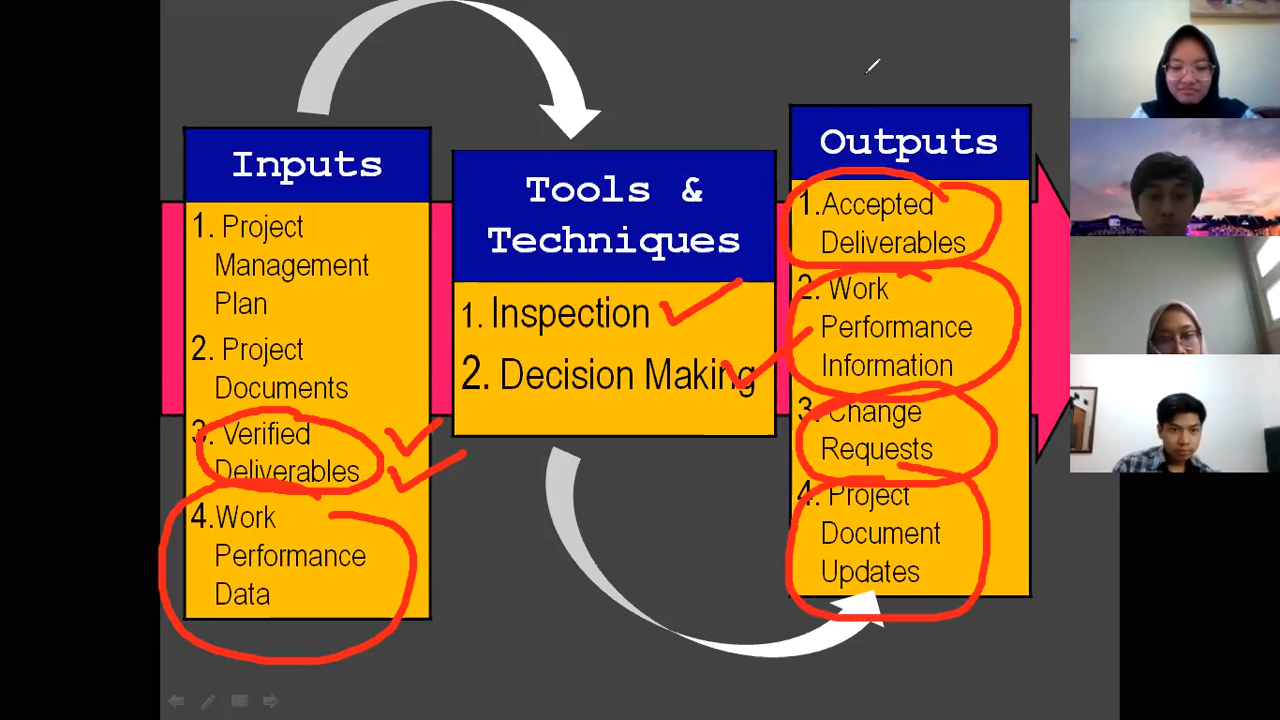 Inputs
1. Project
Management
Plan
2. Project
Documents
3. Verified
Deliverables
4. Work
Performance
Data
Tools &
Techniques
1. Inspection
2. Decision Making
Outputs
1. Accepted
Deliverables
2. Work
Performance
Information
3. Change
Requests
4. Project
Document
Updates